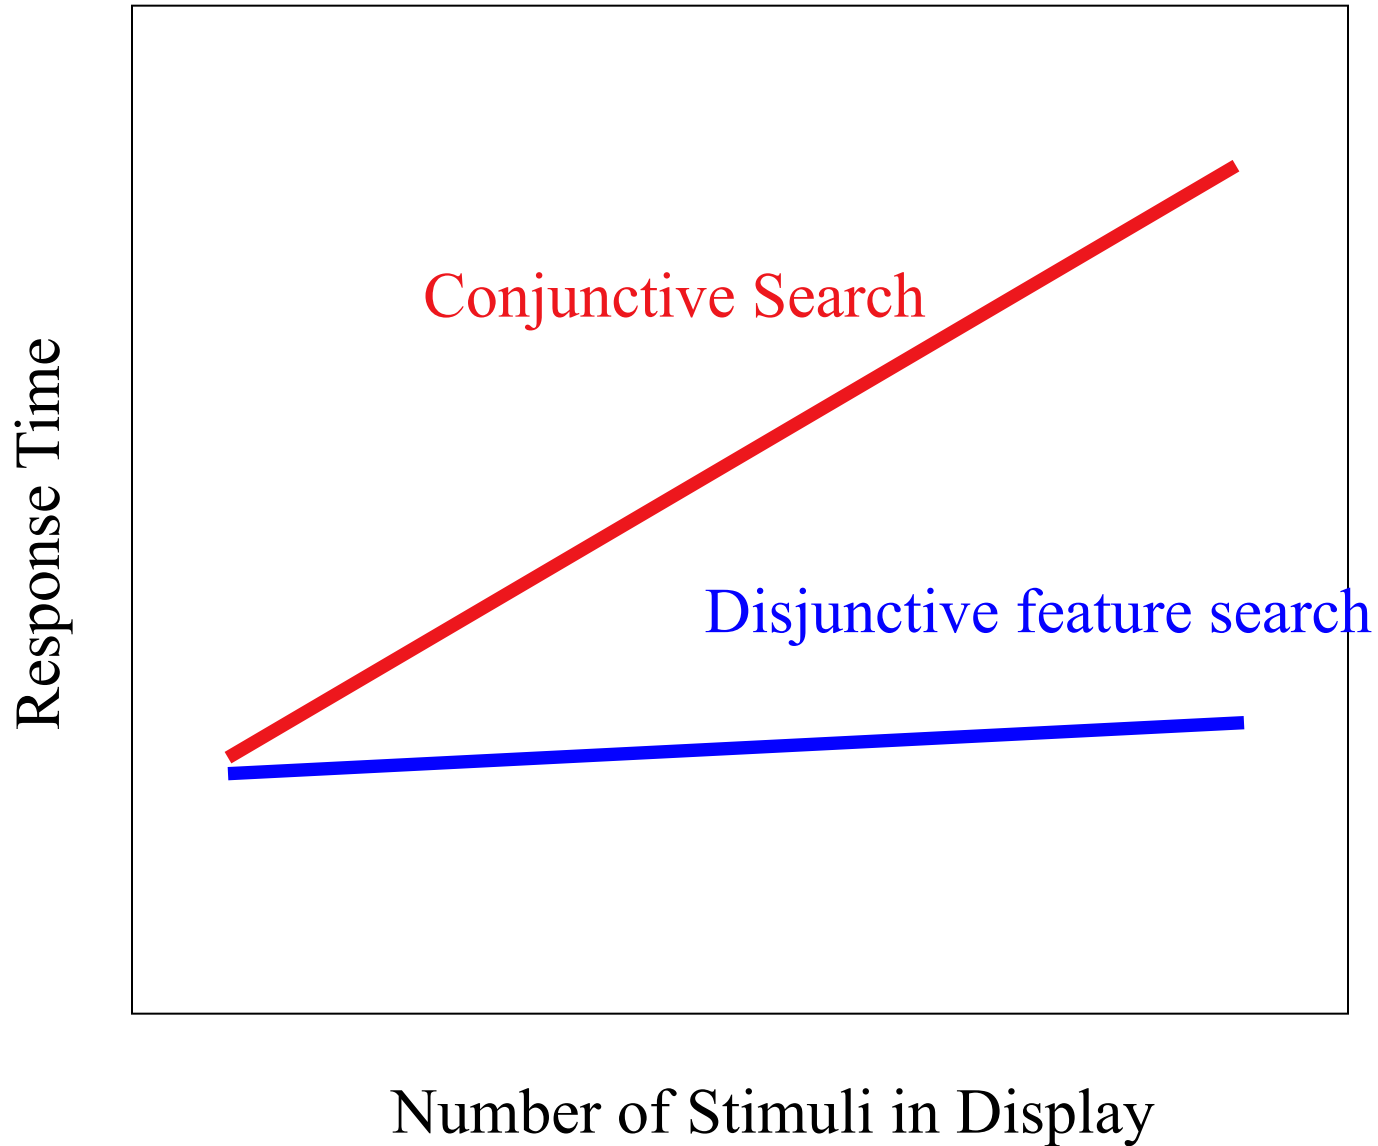 Conjunctive Search
Response Time
Disjunctive feature search
Number of Stimuli in Display